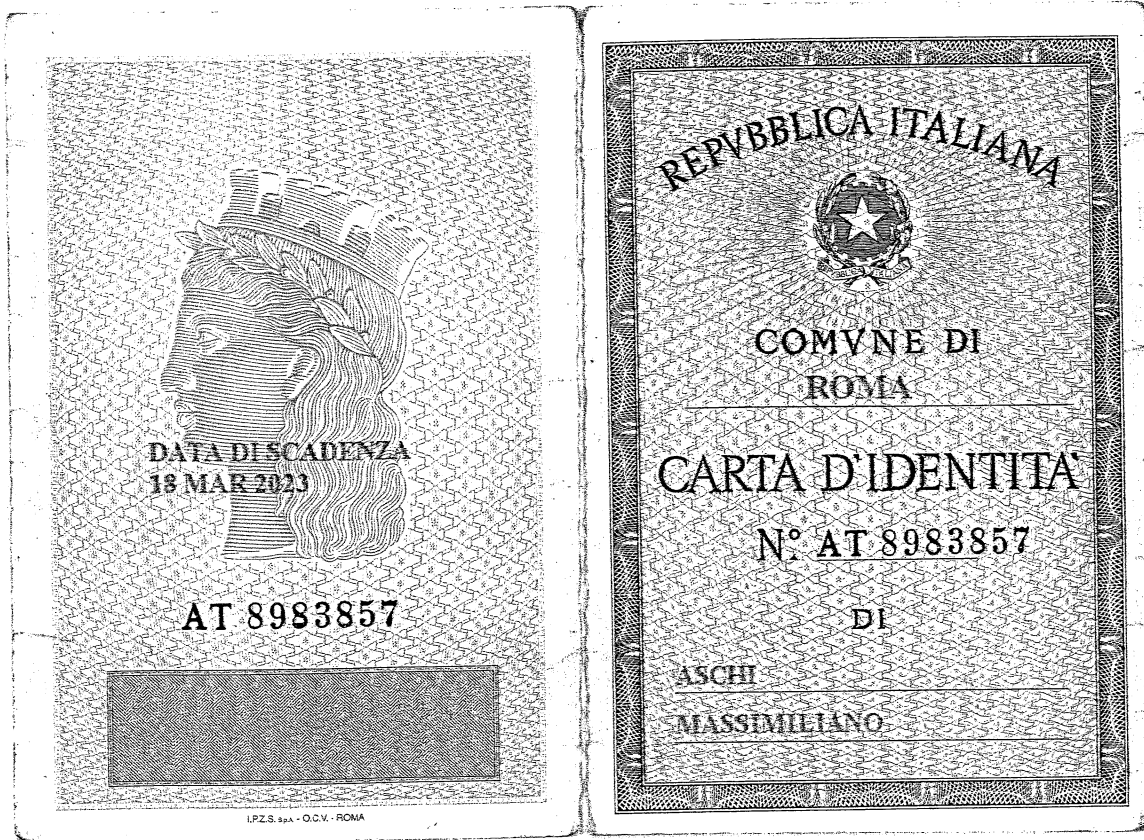 DATA DI SCADENZA
18 MAR 2023
AT 8983857
I.P.Z.S. S.p.A. - O.C.V. - ROMA
REPVBBLICA ITALIANA
COMVNE DI
ROMA
CARTA D'IDENTITA'
N° AT 8983857
DI
ASCHI
MASSIMILIANO